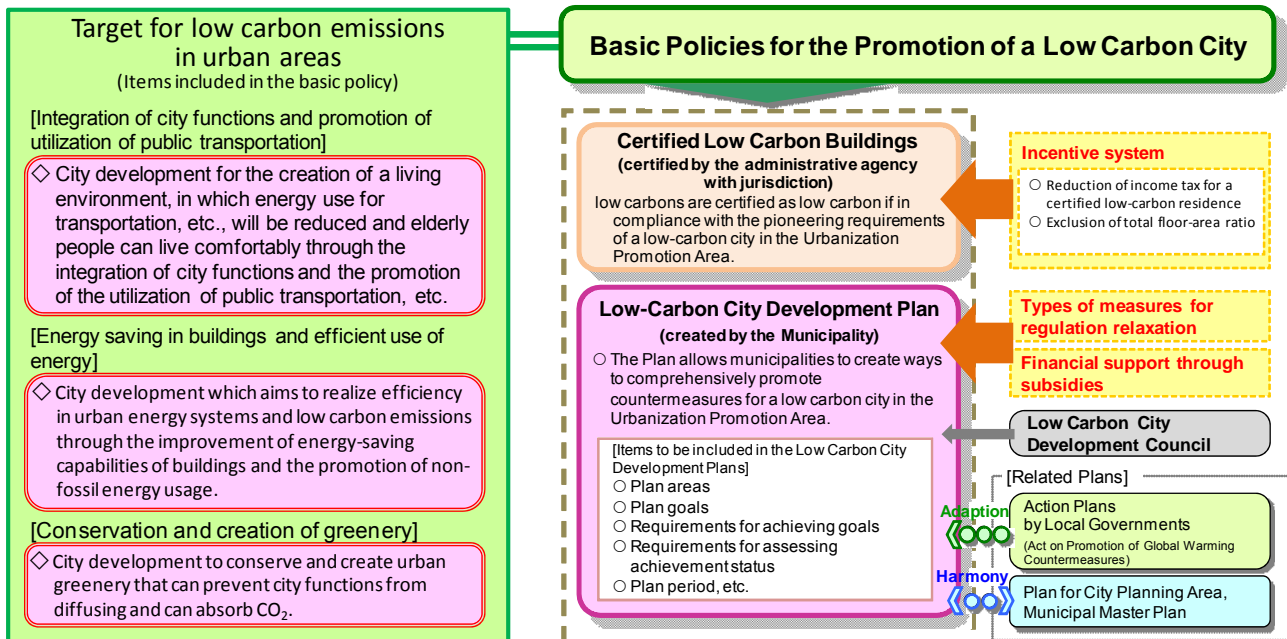 Target for low carbon emissions
in urban areas
(Items included in the basic policy)
[Integration of city functions and promotion of
utilization of public transportation]
◇ City development for the creation of a living
environment, in which energy use for
transportation, etc., will be reduced and elderly
people can live comfortably through the
integration of city functions and the promotion
of the utilization of public transportation, etc.
[Energy saving in buildings and efficient use of
energy]
◇ City development which aims to realize efficiency
in urban energy systems and low carbon emissions
through the improvement of energy-saving
capabilities of buildings and the promotion of non-
fossil energy usage.
[Conservation and creation of greenery]
◇ City development to conserve and create urban
greenery that can prevent city functions from
diffusing and can absorb CO₂.
Basic Policies for the Promotion of a Low Carbon City
Certified Low Carbon Buildings
(certified by the administrative agency
with jurisdiction)
low carbons are certified as low carbon if in
compliance with the pioneering requirements
of a low-carbon city in the Urbanization
Promotion Area.
Incentive system
○ Reduction of income tax for a
certified low-carbon residence
○ Exclusion of total floor-area ratio
Low-Carbon City Development Plan
(created by the Municipality)
○ The Plan allows municipalities to create ways
to comprehensively promote
countermeasures for a low carbon city in the
Urbanization Promotion Area.
[Items to be included in the Low Carbon City
Development Plans]
○ Plan areas
○ Plan goals
○ Requirements for achieving goals
○ Requirements for assessing
achievement status
○ Plan period, etc.
Types of measures for
regulation relaxation
Financial support through
subsidies
Low Carbon City
Development Council
[Related Plans]
Adaption
Action Plans
by Local Governments
(Act on Promotion of Global Warming
Countermeasures)
Harmony
Plan for City Planning Area,
Municipal Master Plan